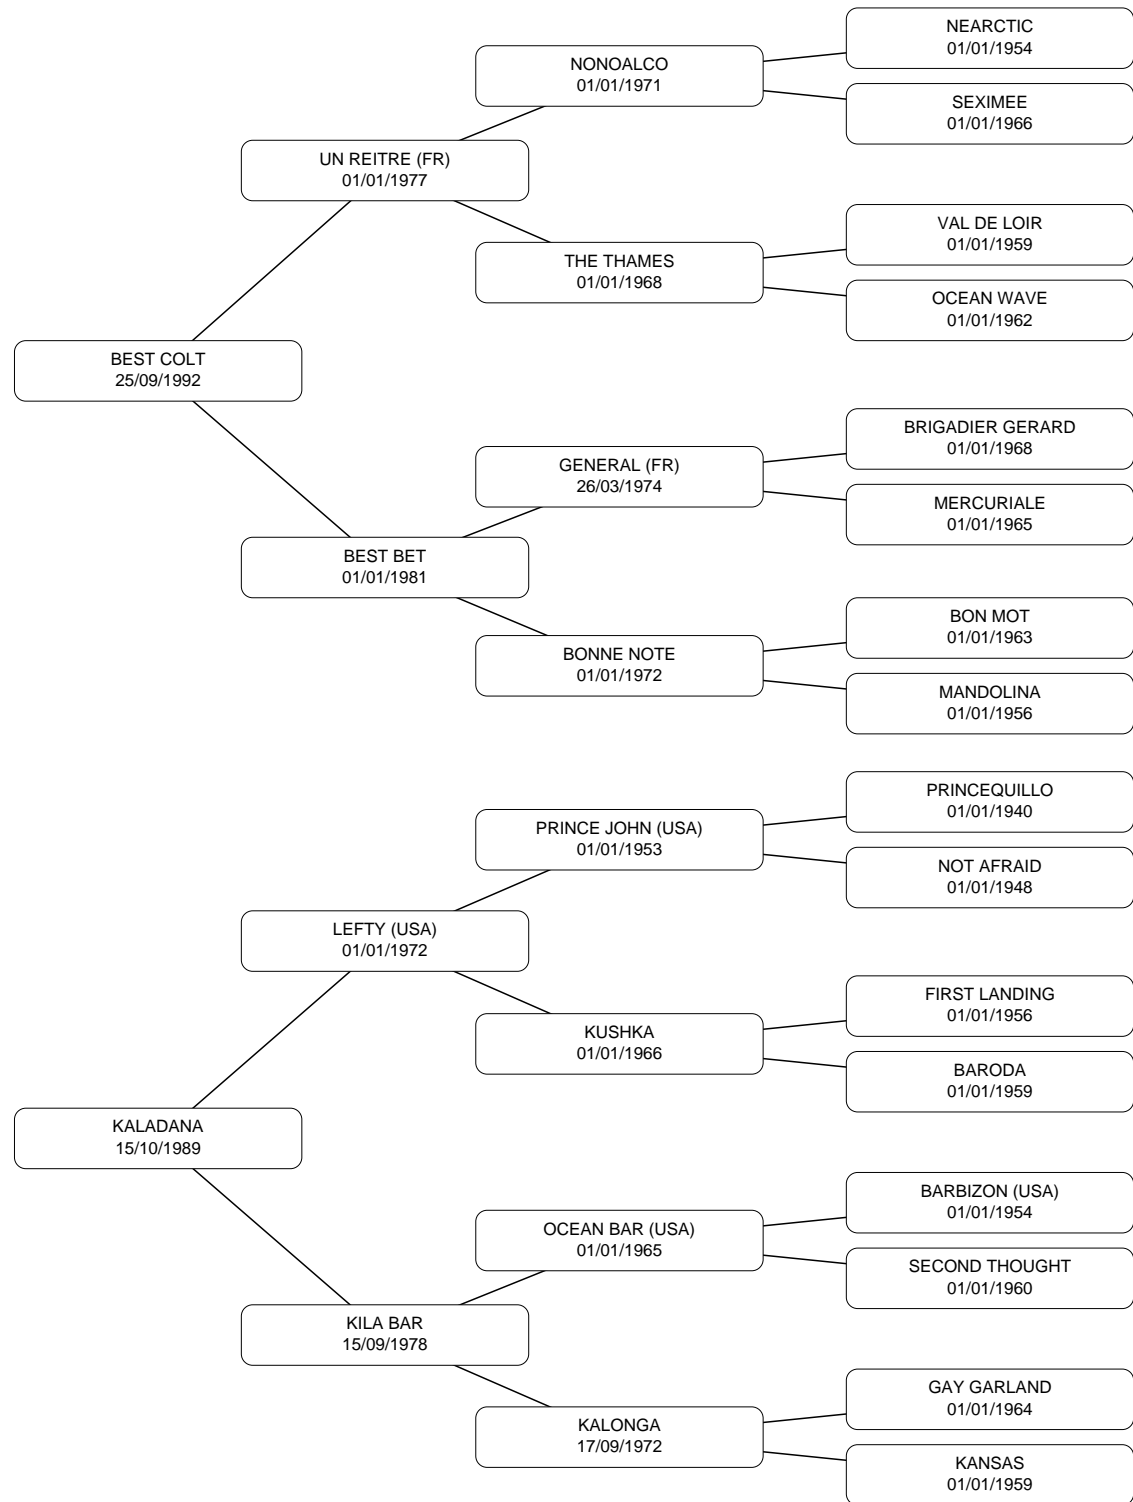 NEARCTIC
01/01/1954
NONOALCO
01/01/1971
SEXIMEE
01/01/1966
UN REITRE (FR)
01/01/1977
VAL DE LOIR
01/01/1959
THE THAMES
01/01/1968
OCEAN WAVE
01/01/1962
BEST COLT
25/09/1992
BRIGADIER GERARD
01/01/1968
GENERAL (FR)
26/03/1974
MERCURIALE
01/01/1965
BEST BET
01/01/1981
BON MOT
01/01/1963
BONNE NOTE
01/01/1972
MANDOLINA
01/01/1956
PRINCEQUILLO
01/01/1940
PRINCE JOHN (USA)
01/01/1953
NOT AFRAID
01/01/1948
LEFTY (USA)
01/01/1972
FIRST LANDING
01/01/1956
KUSHKA
01/01/1966
BARODA
01/01/1959
KALADANA
15/10/1989
BARBIZON (USA)
01/01/1954
OCEAN BAR (USA)
01/01/1965
SECOND THOUGHT
01/01/1960
KILA BAR
15/09/1978
GAY GARLAND
01/01/1964
KALONGA
17/09/1972
KANSAS
01/01/1959